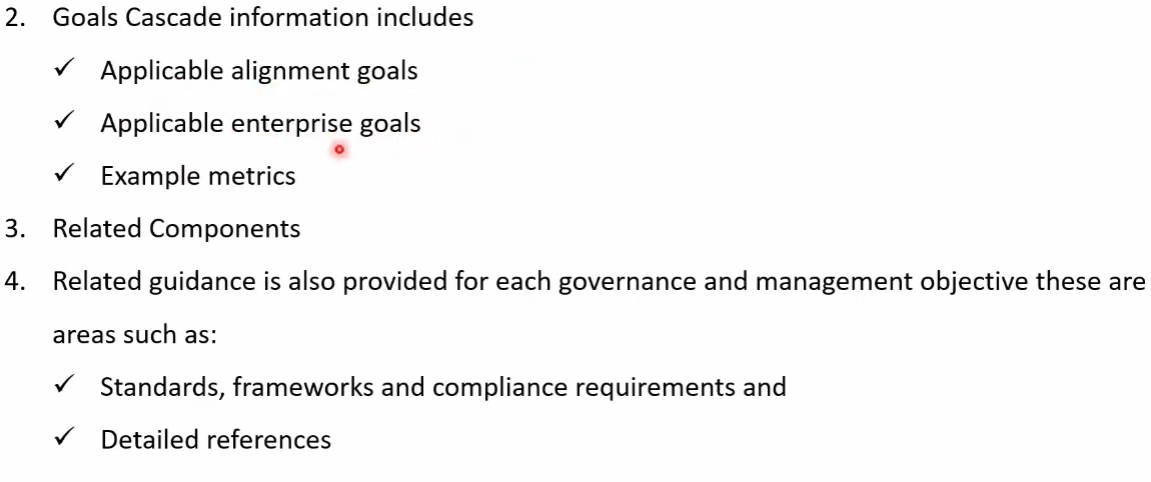 2. Goals Cascade information includes
✓ Applicable alignment goals
✓ Applicable enterprise goals
✓ Example metrics
3. Related Components
4. Related guidance is also provided for each governance and management objective these are
areas such as:
✓ Standards, frameworks and compliance requirements and
✓ Detailed references